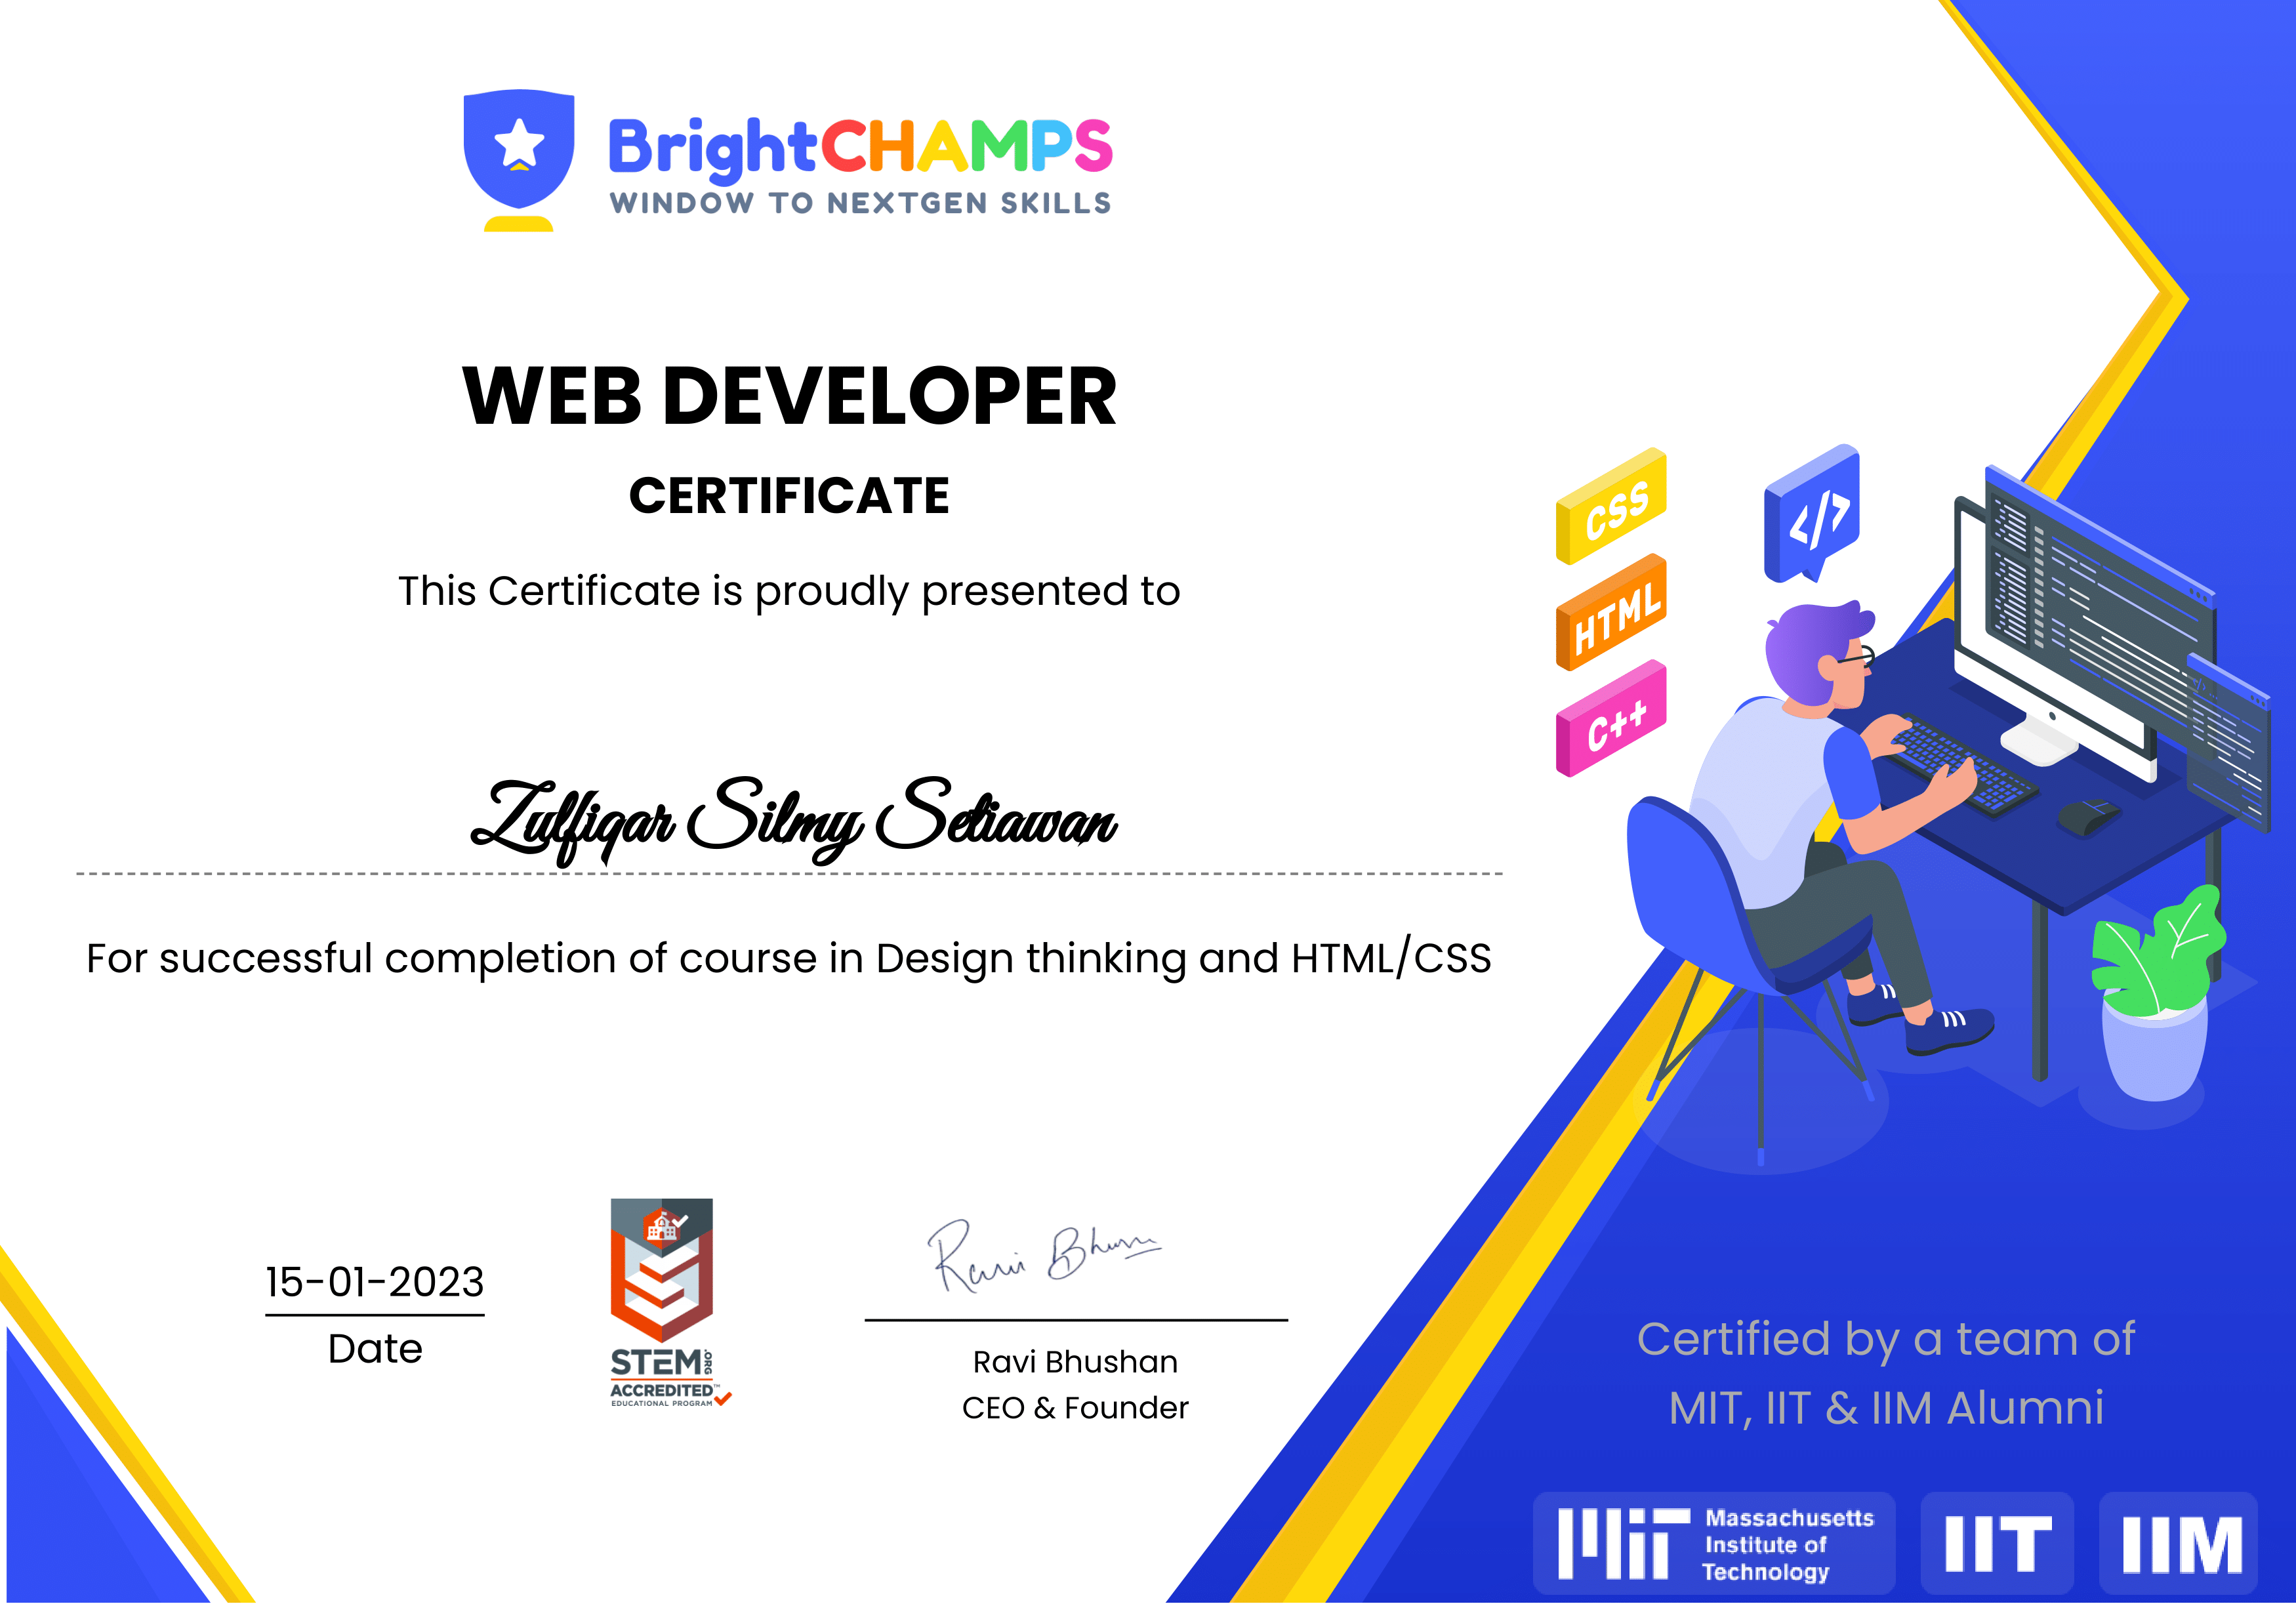 BrightCHAMPS
WINDOW TO NEXTGEN SKILLS
WEB DEVELOPER
CERTIFICATE
This Certificate is proudly presented to
Zulfiqar Silmy Setiawan
For successful completion of course in Design thinking and HTML/CSS
CSS
</>
HTML
C++
15-01-2023
Date
STEM.ORG
ACCREDITED™
EDUCATIONAL PROGRAM
Ravi Bhushan
Ravi Bhushan
CEO & Founder
Certified by a team of
MIT, IIT & IIM Alumni
MIT Massachusetts
Institute of
Technology
IIT
IIM